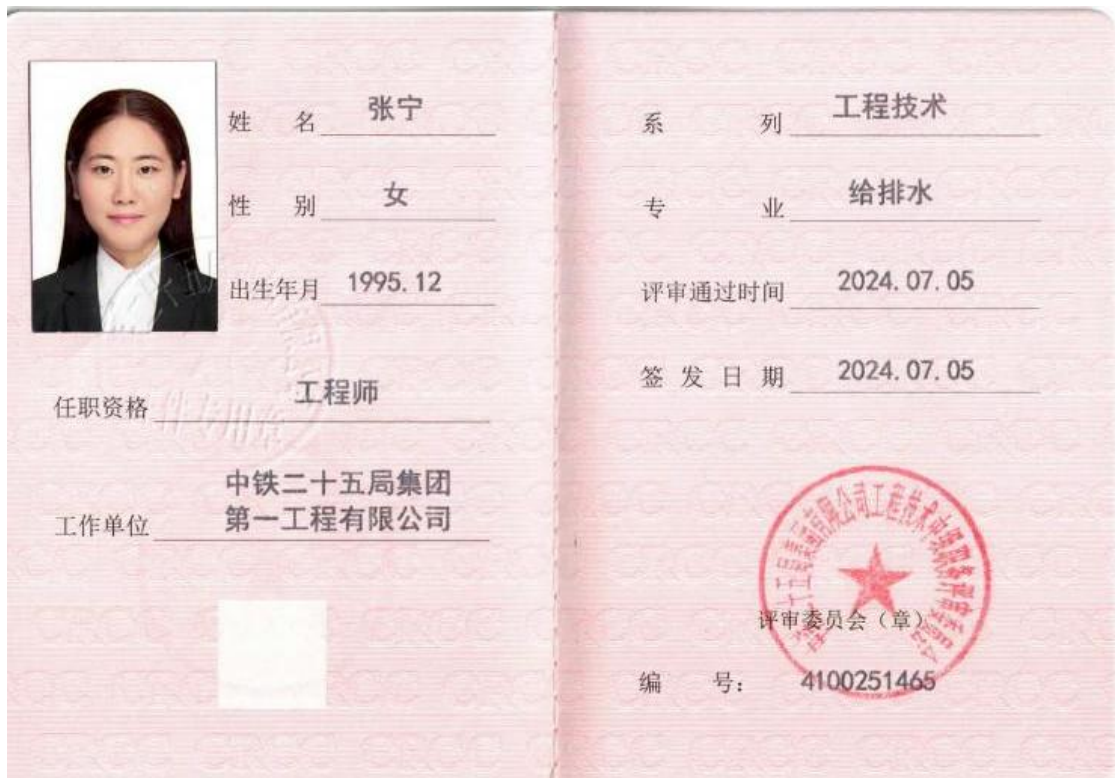 姓名 张宁
性别 女
出生年月 1995.12
任职资格 工程师
工作单位 中铁二十五局集团
第一工程有限公司
系列 工程技术
专业 给排水
评审通过时间 2024.07.05
签发日期 2024.07.05
评审委员会（章）
编号： 4100251465